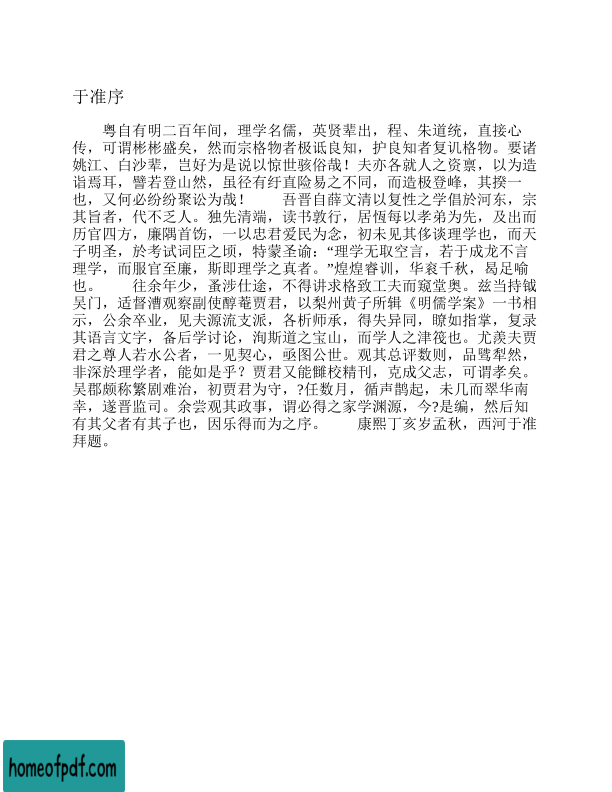 于准序
粤自有明二百年间，理学名儒，英贤辈出，程、朱道统，直接心
传，可谓彬彬盛矣，然而宗格物者极诋良知，护良知者复讥格物。要诸
姚江、白沙辈，岂好为是说以惊世骇俗哉！夫亦各就人之资禀，以为造
诣焉耳，譬若登山然，虽径有纡直险易之不同，而造极登峰，其揆一
也，又何必纷纷聚讼为哉！　　吾晋自薛文清以复性之学倡於河东，宗
其旨者，代不乏人。独先清端，读书敦行，居恆每以孝弟为先，及出而
历官四方，廉隅首饬，一以忠君爱民为念，初未见其侈谈理学也，而天
子明圣，於考试词臣之顷，特蒙圣谕：“理学无取空言，若于成龙不言
理学，而服官至廉，斯即理学之真者。”煌煌睿训，华衮千秋，曷足喻
也。　　往余年少，蚤涉仕途，不得讲求格致工夫而窥堂奥。兹当持钺
吴门，适督漕观察副使醇菴贾君，以梨州黄子所辑《明儒学案》一书相
示，公余卒业，见夫源流支派，各析师承，得失异同，瞭如指掌，复录
其语言文字，备后学讨论，洵斯道之宝山，而学人之津筏也。尤羡夫贾
君之尊人若水公者，一见契心，亟图公世。观其总评数则，品骘犁然，
非深於理学者，能如是乎？贾君又能雠校精刊，克成父志，可谓孝矣。
吴郡颇称繁剧难治，初贾君为守，?任数月，循声鹊起，未几而翠华南
幸，遂晋监司。余尝观其政事，谓必得之家学渊源，今?是编，然后知
有其父者有其子也，因乐得而为之序。　　康熙丁亥岁孟秋，西河于准
拜题。
homeofpdf.com